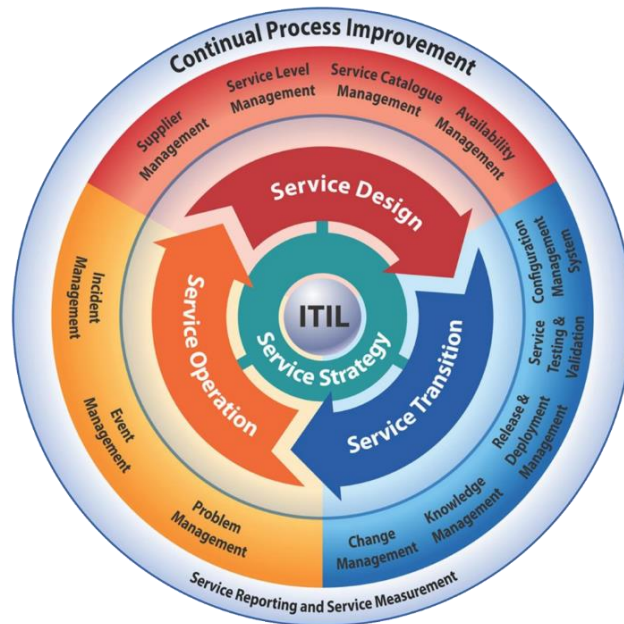 Continual Process Improvement
Supplier
Management
Service Level
Management
Service Catalogue
Management
Availability
Management
Configuration
Management
System
Service
Testing &
Validation
Release &
Deployment
Management
Knowledge
Management
Change
Management
Problem
Management
Event
Management
Incident
Management
Service Design
Service Transition
Service Operation
Service Strategy
ITIL
Service Reporting and Service Measurement